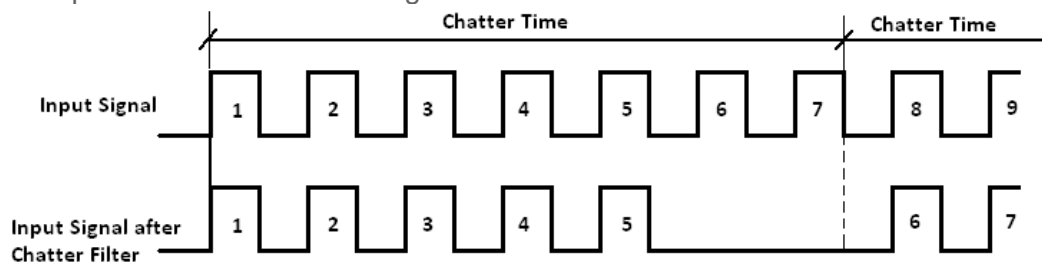 Chatter Time
Chatter Time
Input Signal
1 2 3 4 5 6 7 8 9
Input Signal after
Chatter Filter
1 2 3 4 5 6 7